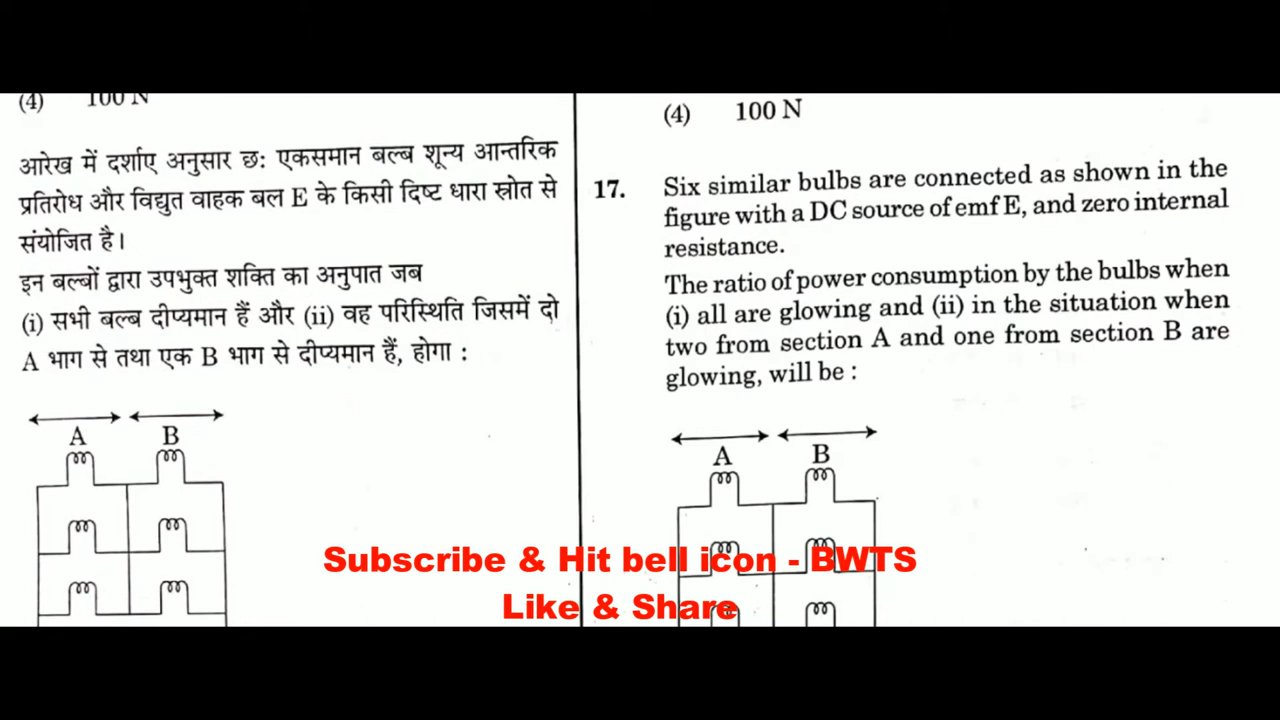 (4) 100 N
आरेख में दर्शाए अनुसार छः एकसमान बल्ब शून्य आन्तरिक
प्रतिरोध और विद्युत वाहक बल E के किसी दिष्ट धारा स्रोत से
संयोजित है।
इन बल्बों द्वारा उपभुक्त शक्ति का अनुपात जब
(i) सभी बल्ब दीप्यमान हैं और (ii) वह परिस्थिति जिसमें दो
A भाग से तथा एक B भाग से दीप्यमान हैं, होगा :
A B
(4) 100 N
17. Six similar bulbs are connected as shown in the
figure with a DC source of emf E, and zero internal
resistance.
The ratio of power consumption by the bulbs when
(i) all are glowing and (ii) in the situation when
two from section A and one from section B are
glowing, will be :
A B
Subscribe & Hit bell icon - BWTS
Like & Share